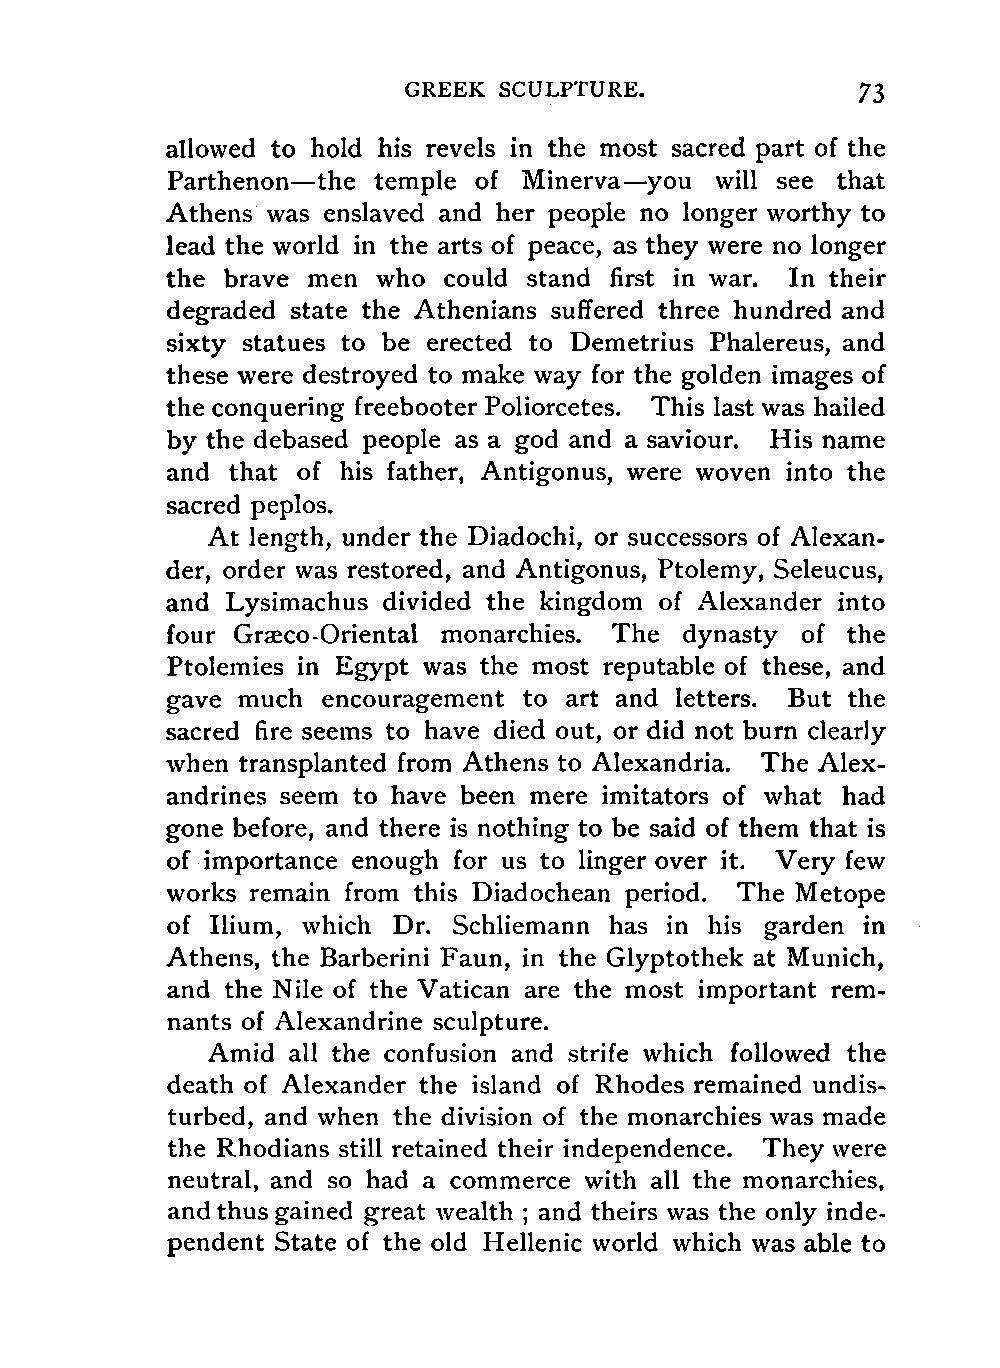 GREEK SCULPTURE. 73
allowed to hold his revels in the most sacred part of the
Parthenon—the temple of Minerva—you will see that
Athens was enslaved and her people no longer worthy to
lead the world in the arts of peace, as they were no longer
the brave men who could stand first in war. In their
degraded state the Athenians suffered three hundred and
sixty statues to be erected to Demetrius Phalereus, and
these were destroyed to make way for the golden images of
the conquering freebooter Poliorcetes. This last was hailed
by the debased people as a god and a saviour. His name
and that of his father, Antigonus, were woven into the
sacred peplos.
At length, under the Diadochi, or successors of Alexan-
der, order was restored, and Antigonus, Ptolemy, Seleucus,
and Lysimachus divided the kingdom of Alexander into
four Græco-Oriental monarchies. The dynasty of the
Ptolemies in Egypt was the most reputable of these, and
gave much encouragement to art and letters. But the
sacred fire seems to have died out, or did not burn clearly
when transplanted from Athens to Alexandria. The Alex-
andrines seem to have been mere imitators of what had
gone before, and there is nothing to be said of them that is
of importance enough for us to linger over it. Very few
works remain from this Diadochean period. The Metope
of Ilium, which Dr. Schliemann has in his garden in
Athens, the Barberini Faun, in the Glyptothek at Munich,
and the Nile of the Vatican are the most important rem-
nants of Alexandrine sculpture.
Amid all the confusion and strife which followed the
death of Alexander the island of Rhodes remained undis-
turbed, and when the division of the monarchies was made
the Rhodians still retained their independence. They were
neutral, and so had a commerce with all the monarchies,
and thus gained great wealth ; and theirs was the only inde-
pendent State of the old Hellenic world which was able to